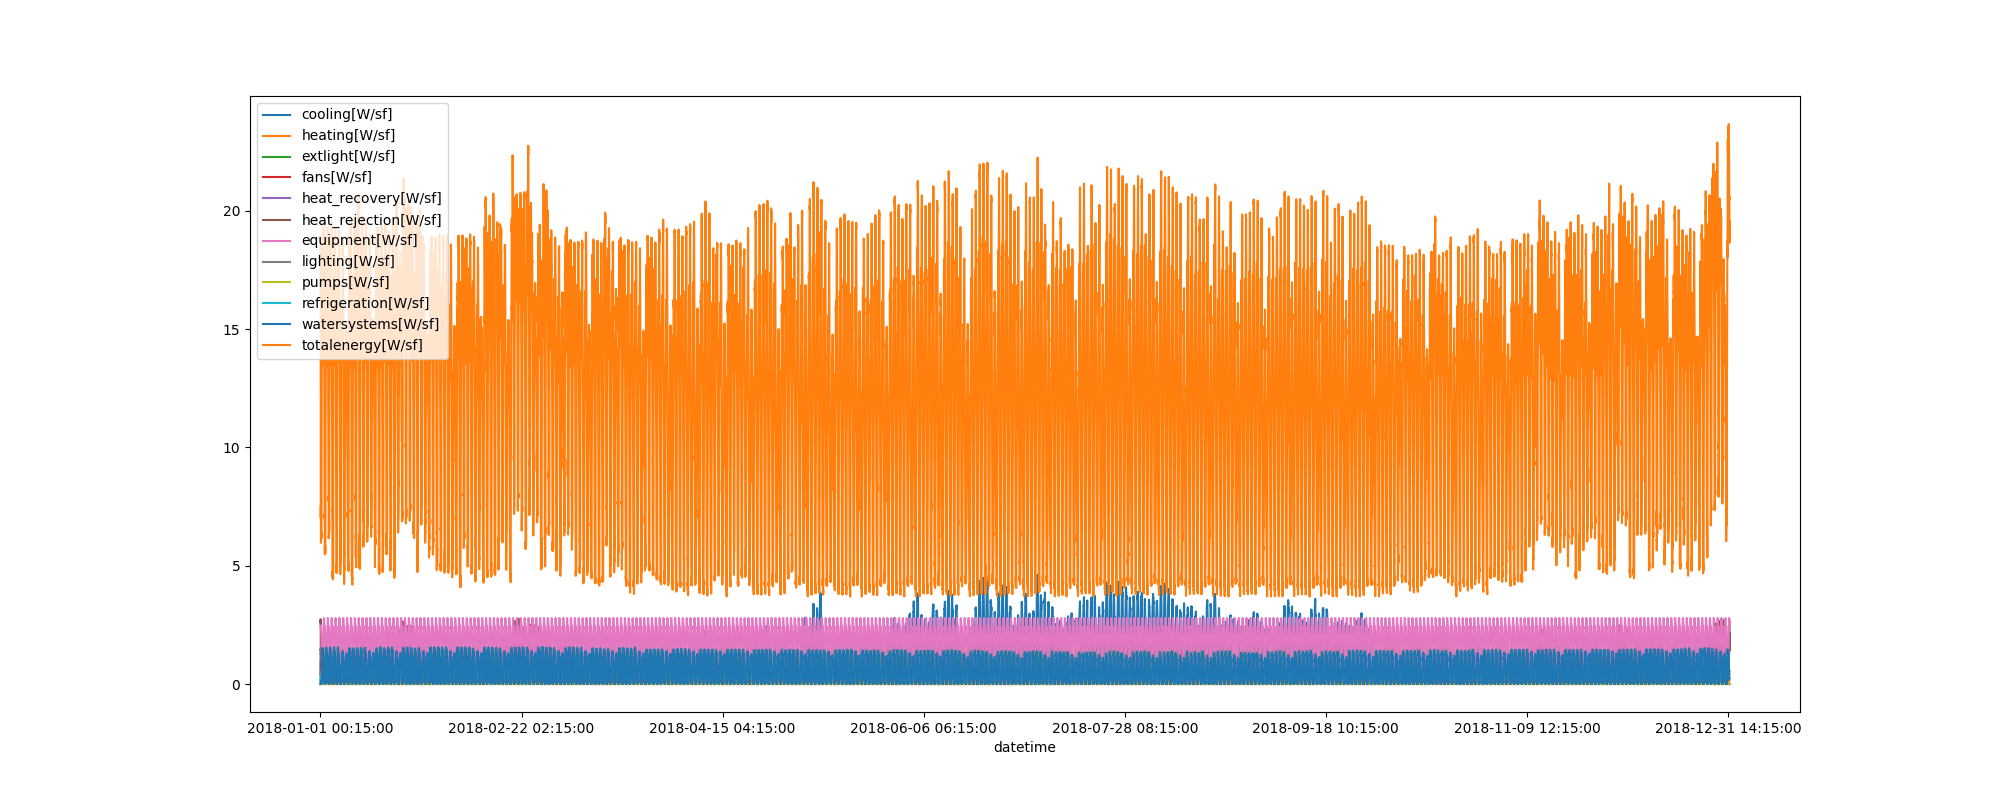 cooling[W/sf]
heating[W/sf]
extlight[W/sf]
fans[W/sf]
heat_recovery[W/sf]
heat_rejection[W/sf]
equipment[W/sf]
lighting[W/sf]
pumps[W/sf]
refrigeration[W/sf]
watersystems[W/sf]
totalenergy[W/sf]
20
15
10
5
0
2018-01-01 00:15:00 2018-02-22 02:15:00 2018-04-15 04:15:00 2018-06-06 06:15:00 2018-07-28 08:15:00 2018-09-18 10:15:00 2018-11-09 12:15:00 2018-12-31 14:15:00
datetime